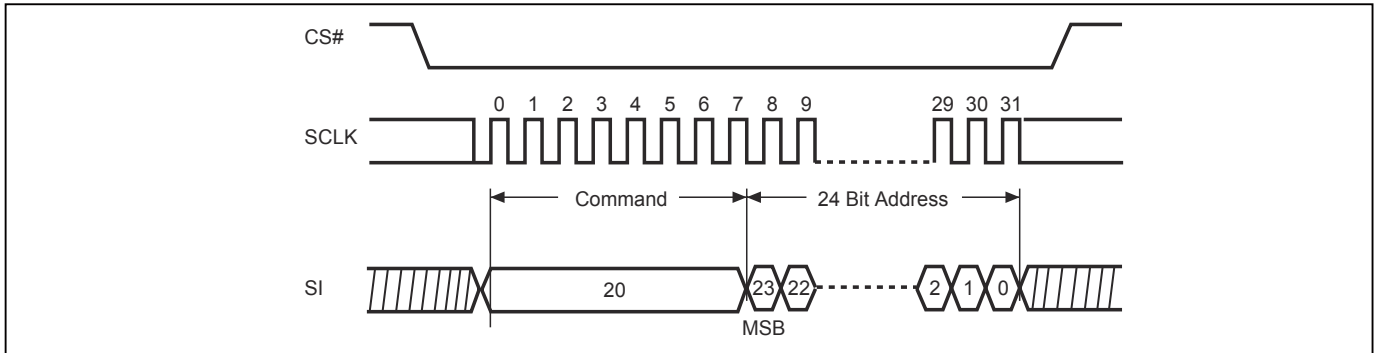 CS#
0 1 2 3 4 5 6 7 8 9 29 30 31
SCLK
Command 24 Bit Address
SI 20 23 22 2 1 0
MSB